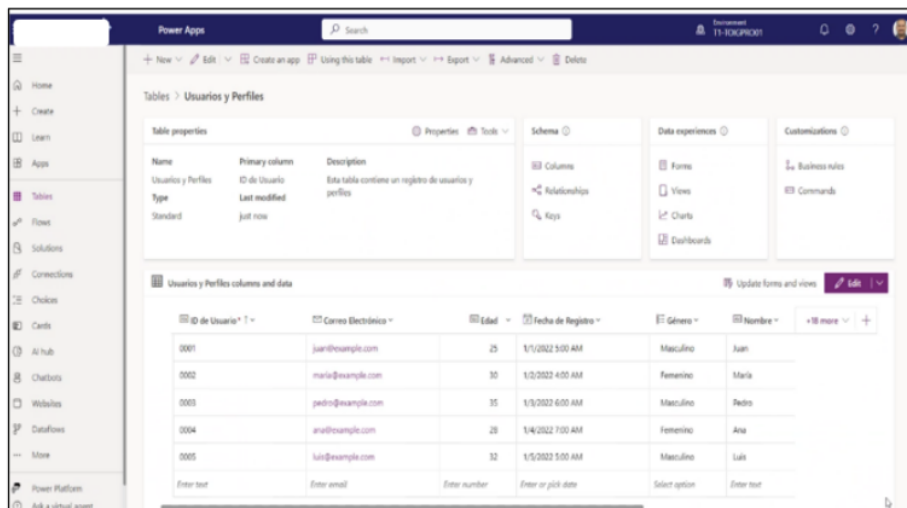 Power Apps
Search
Environment
T1-TOIGPRO01
New Edit Create an app Using this table Import Export Advanced Delete
Home
Create
Learn
Apps
Tables
Flows
Solutions
Connections
Choices
Cards
AI hub
Chatbots
Websites
Dataflows
More
Power Platform
Ask a virtual agent
Tables > Usuarios y Perfiles
Table properties
Properties Tools
Name Primary column Description
Usuarios y Perfiles ID de Usuario Esta tabla contiene un registro de usuarios y
perfiles
Type Last modified
Standard just now
Schema
Columns
Relationships
Keys
Data experiences
Forms
Views
Charts
Dashboards
Customizations
Business rules
Commands
Usuarios y Perfiles columns and data
Update forms and views Edit
ID de Usuario* Correo Electrónico Edad Fecha de Registro Género Nombre +18 more
0001 juan@example.com 25 1/1/2022 5:00 AM Masculino Juan
0002 maria@example.com 30 1/2/2022 4:00 AM Femenino María
0003 pedro@example.com 35 1/3/2022 6:00 AM Masculino Pedro
0004 ana@example.com 28 1/4/2022 7:00 AM Femenino Ana
0005 luis@example.com 32 1/5/2022 5:00 AM Masculino Luis
Enter text Enter email Enter number Enter or pick date Select option Enter text